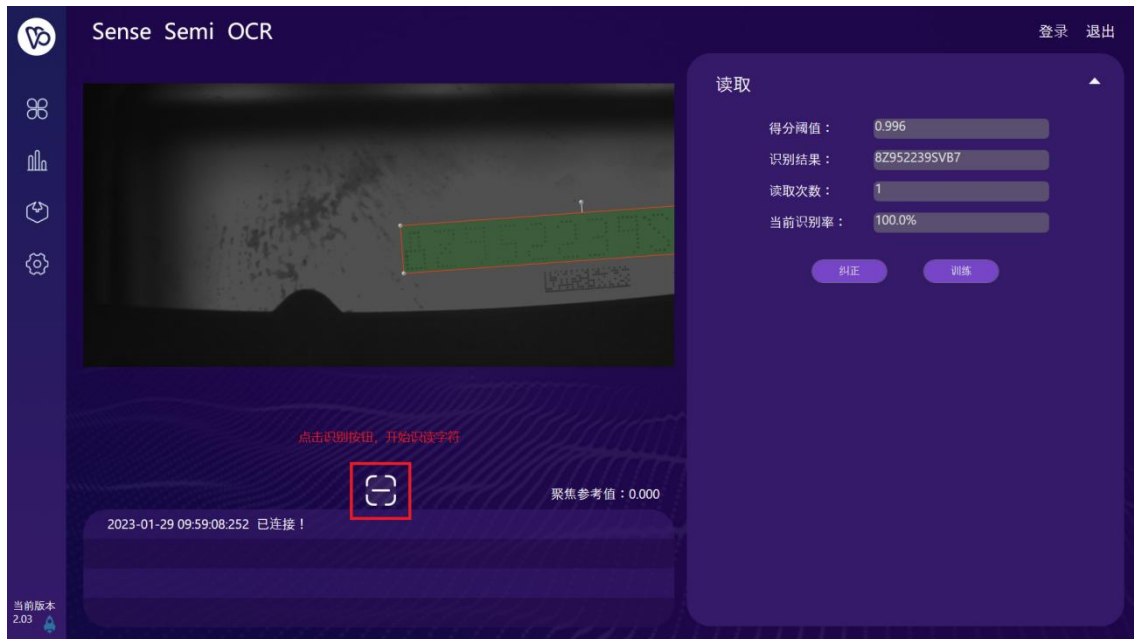 Sense Semi OCR
登录 退出
读取
得分阈值： 0.996
识别结果： 8Z952239SVB7
读取次数： 1
当前识别率： 100.0%
纠正 训练
8Z952239S
点击识别按钮，开始识读字符
聚焦参考值：0.000
2023-01-29 09:59:08:252 已连接！
当前版本
2.03